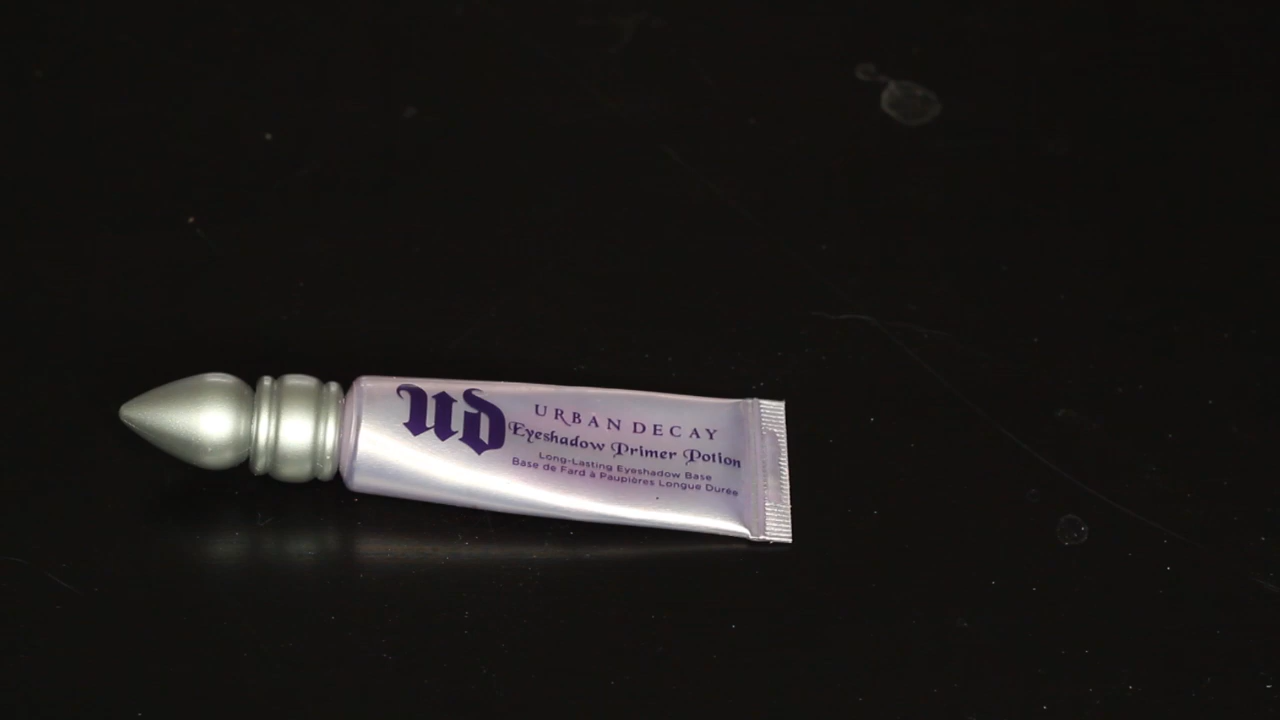 ud
URBAN DECAY
Eyeshadow Primer Potion
Long-Lasting Eyeshadow Base
Base de Fard à Paupières Longue Durée